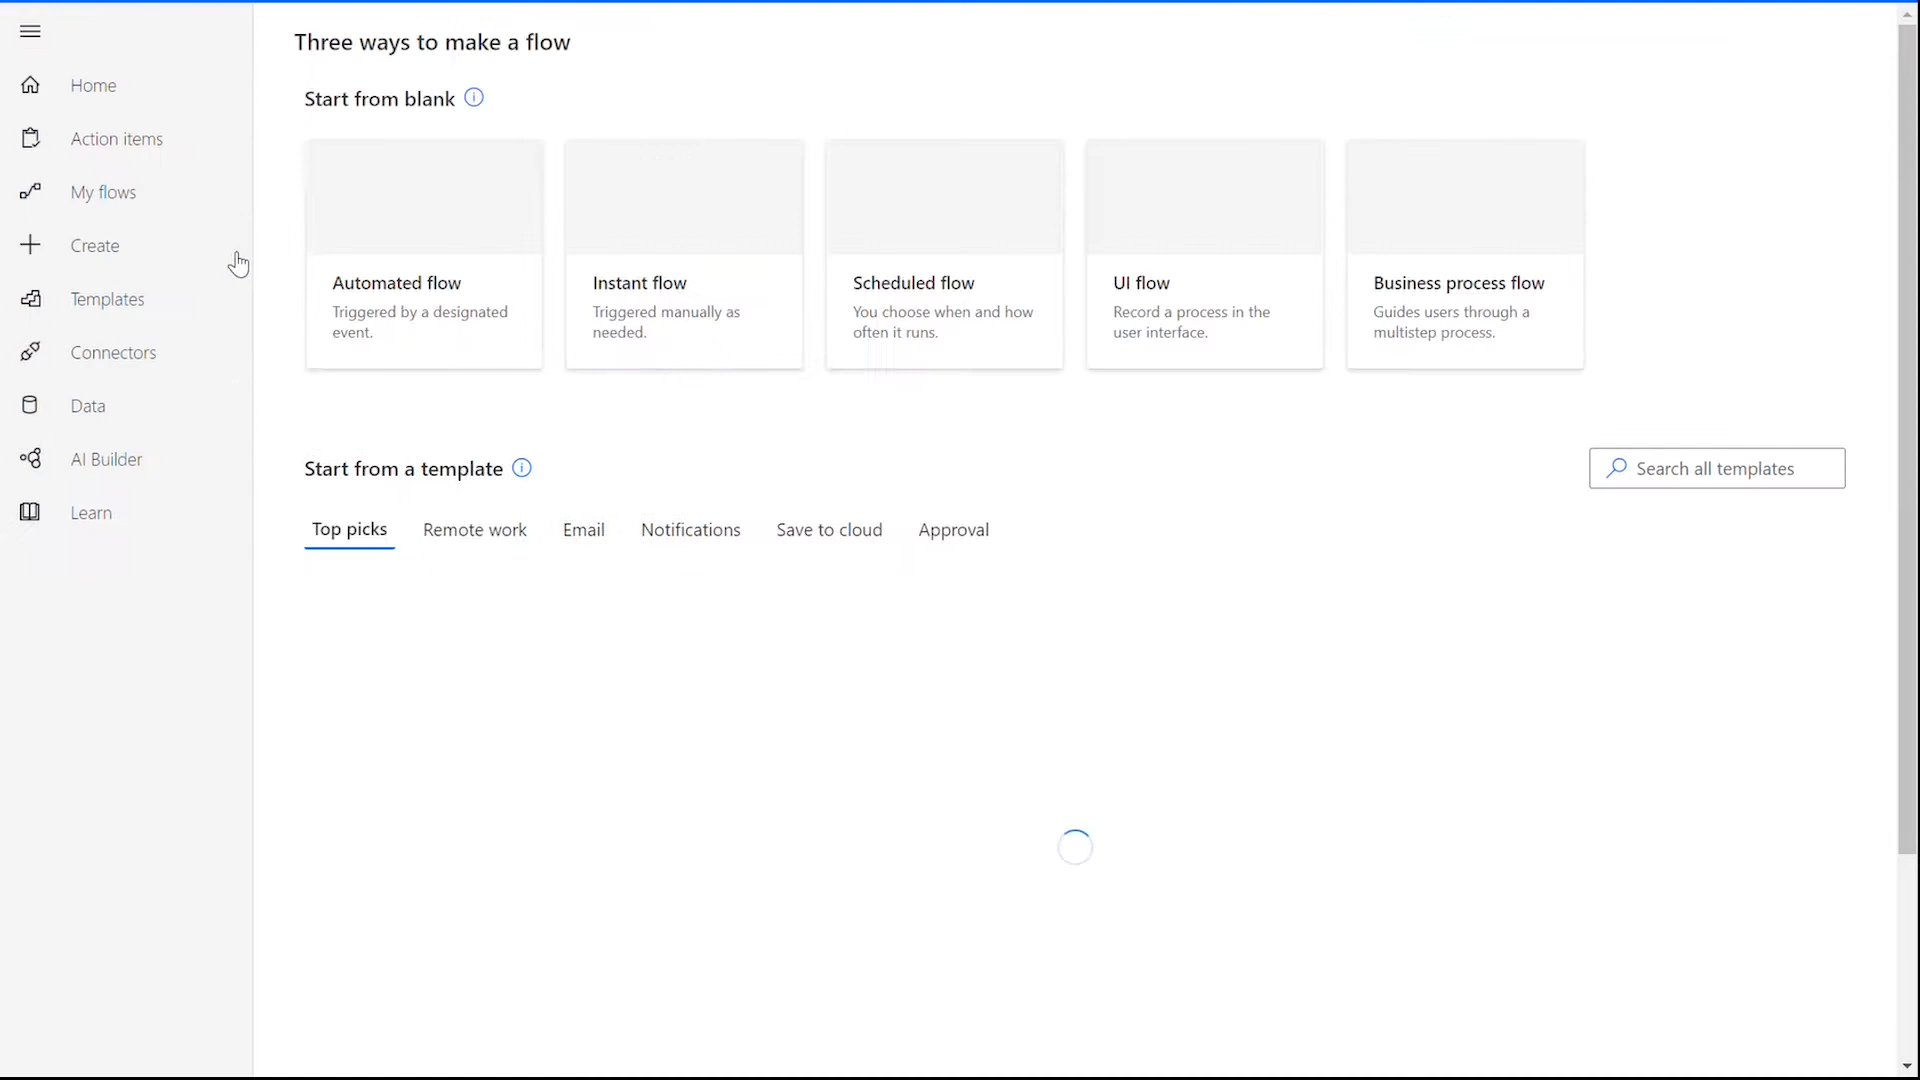 Home
Action items
My flows
Create
Templates
Connectors
Data
AI Builder
Learn
Three ways to make a flow
Start from blank
Automated flow
Triggered by a designated
event.
Instant flow
Triggered manually as
needed.
Scheduled flow
You choose when and how
often it runs.
UI flow
Record a process in the
user interface.
Business process flow
Guides users through a
multistep process.
Start from a template
Search all templates
Top picks Remote work Email Notifications Save to cloud Approval